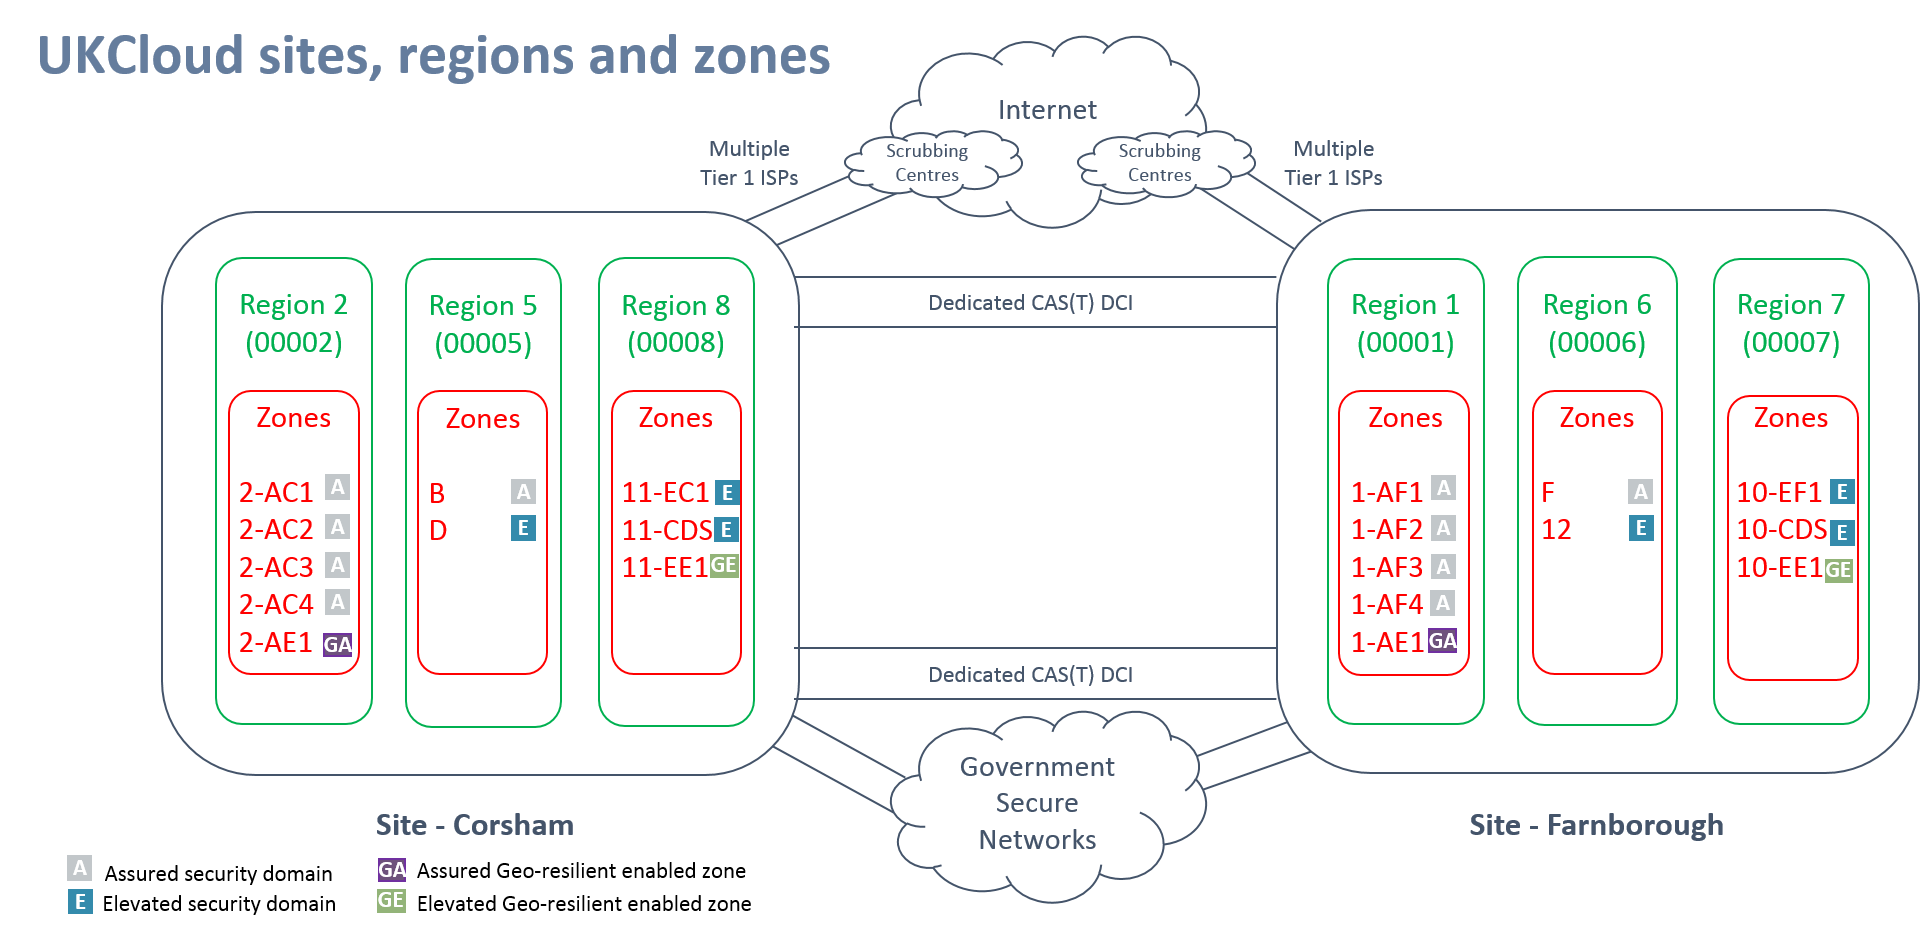 UKCloud sites, regions and zones
Internet
Scrubbing
Centres
Scrubbing
Centres
Multiple
Tier 1 ISPs
Multiple
Tier 1 ISPs
Region 2
(00002)
Zones
2-AC1 A
2-AC2 A
2-AC3 A
2-AC4 A
2-AE1 GA
Region 5
(00005)
Zones
B A
D E
Region 8
(00008)
Zones
11-EC1 E
11-CDS E
11-EE1 GE
Dedicated CAS(T) DCI
Dedicated CAS(T) DCI
Region 1
(00001)
Zones
1-AF1 A
1-AF2 A
1-AF3 A
1-AF4 A
1-AE1 GA
Region 6
(00006)
Zones
F A
12 E
Region 7
(00007)
Zones
10-EF1 E
10-CDS E
10-EE1 GE
Government
Secure
Networks
Site - Corsham
Site - Farnborough
A Assured security domain
E Elevated security domain
GA Assured Geo-resilient enabled zone
GE Elevated Geo-resilient enabled zone